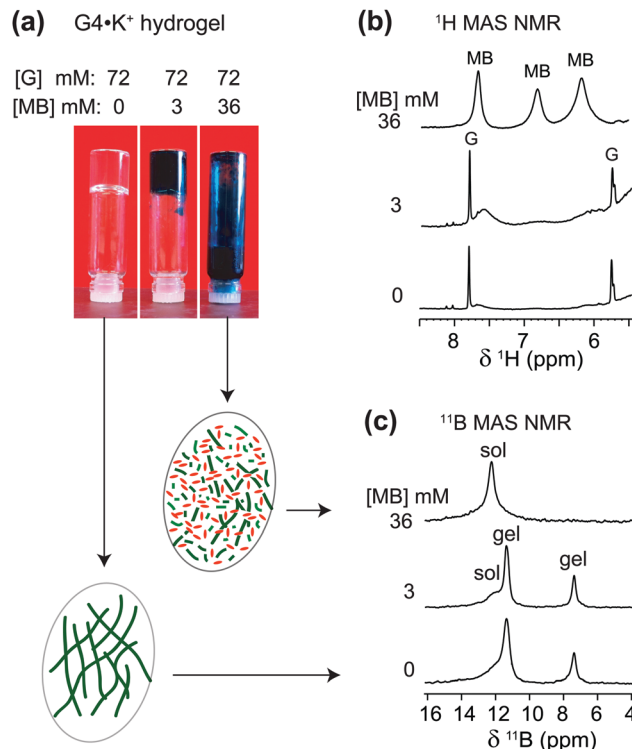 (a) G4•K⁺ hydrogel
[G] mM: 72 72 72
[MB] mM: 0 3 36
(b) ¹H MAS NMR
[MB] mM
36
MB
MB
MB
3
G
G
0
8 7 6
δ ¹H (ppm)
(c) ¹¹B MAS NMR
[MB] mM
36
sol
3
sol
gel
gel
0
16 14 12 10 8 6 4
δ ¹¹B (ppm)